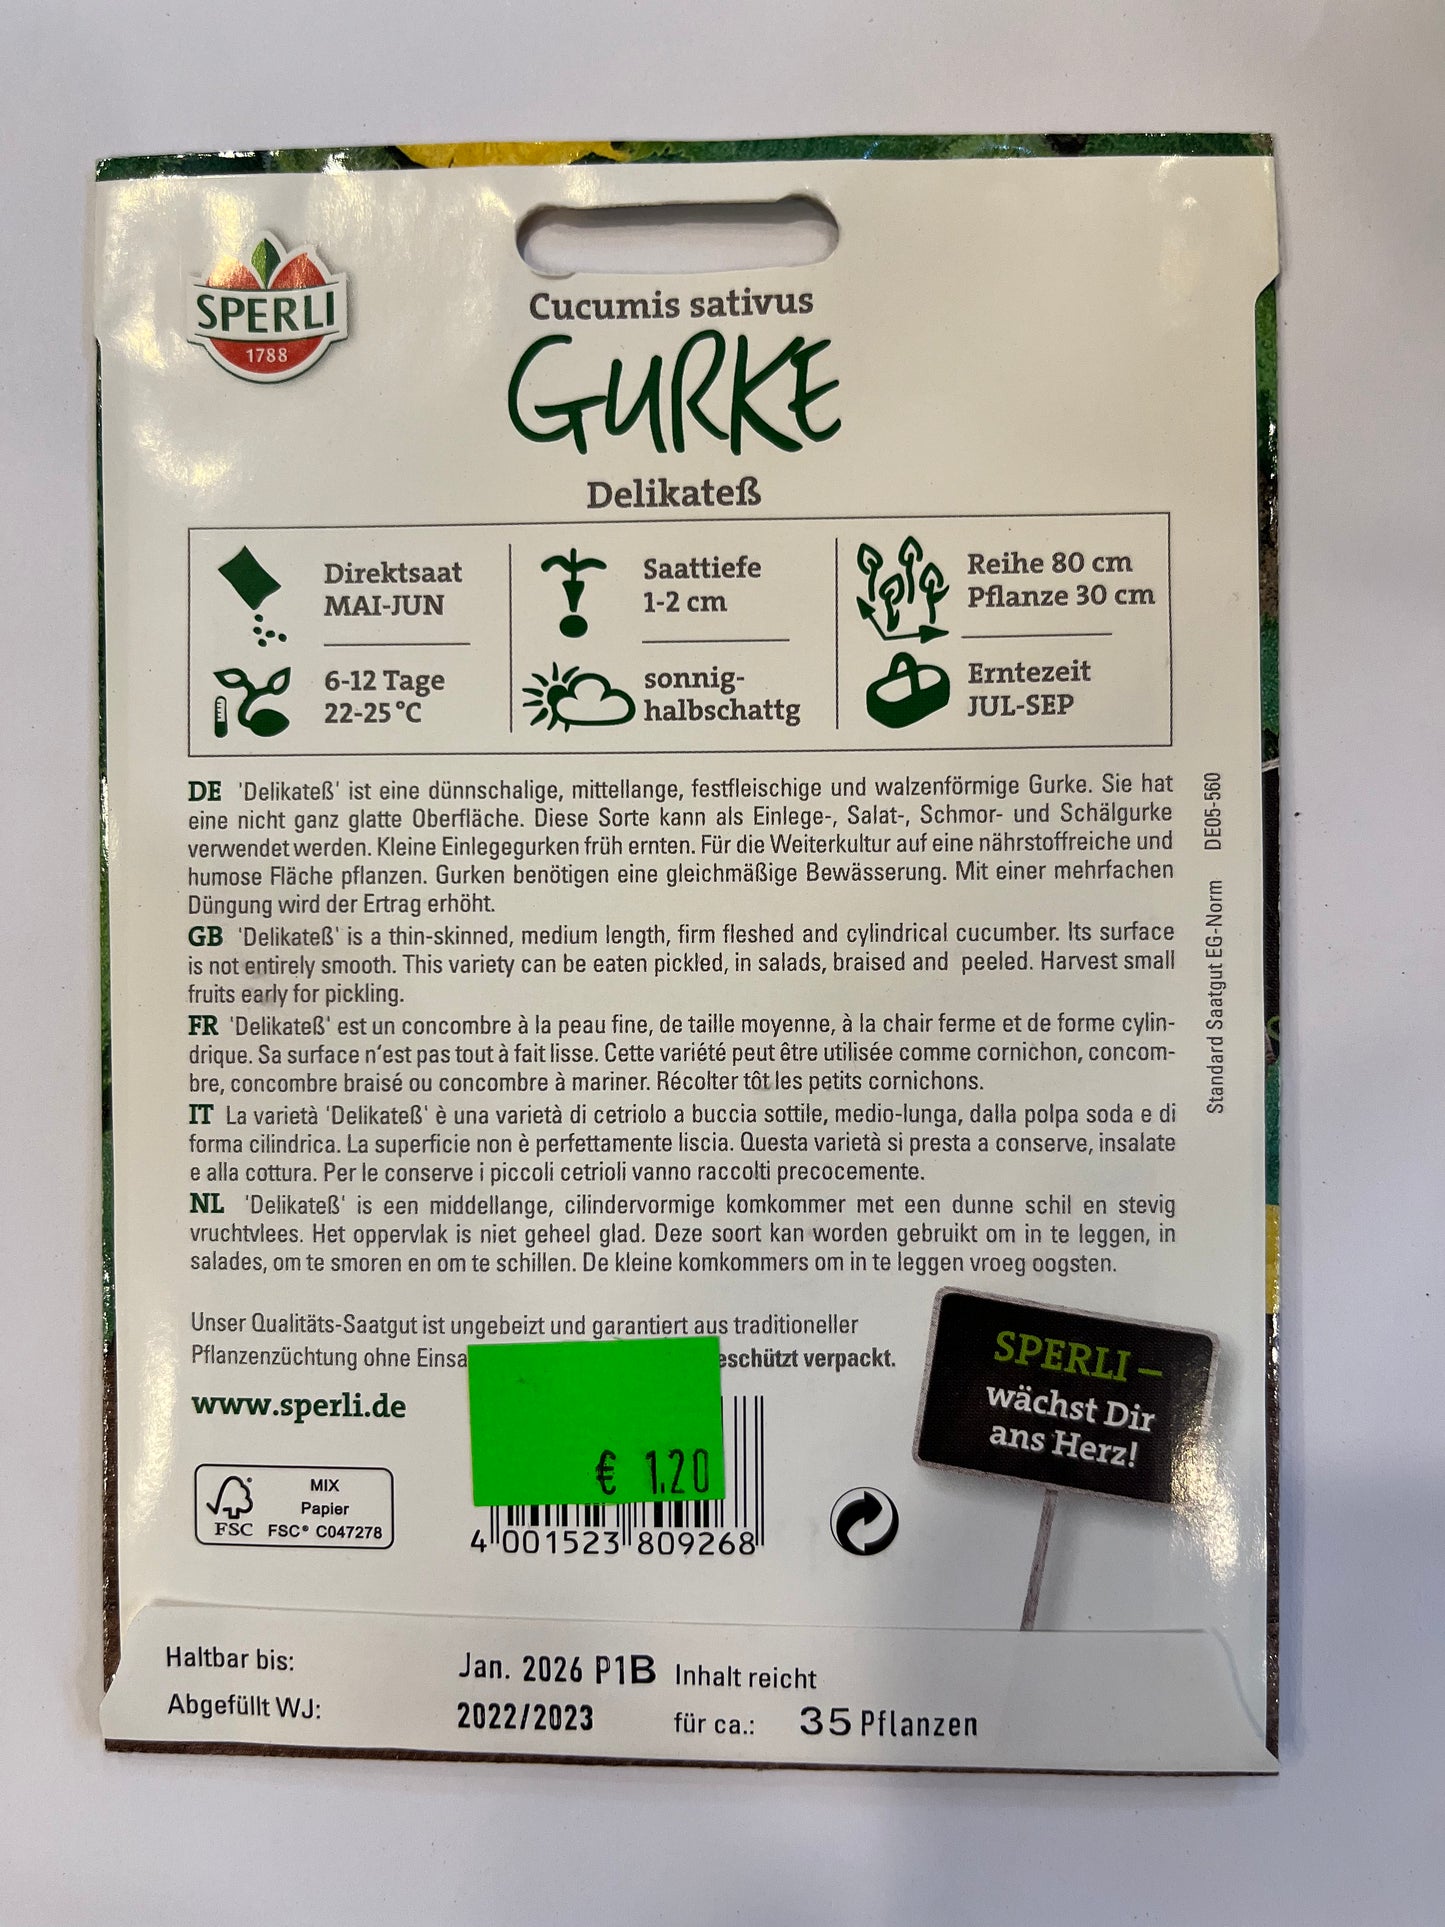 SPERLI
1788
Cucumis sativus
GURKE
Delikateß
Direktsaat
MAI-JUN
6-12 Tage
22-25 °C
Saattiefe
1-2 cm
sonnig-
halbschattg
Reihe 80 cm
Pflanze 30 cm
Erntezeit
JUL-SEP
DE 'Delikateß' ist eine dünnschalige, mittellange, festfleischige und walzenförmige Gurke. Sie hat
eine nicht ganz glatte Oberfläche. Diese Sorte kann als Einlege-, Salat-, Schmor- und Schälgurke
verwendet werden. Kleine Einlegegurken früh ernten. Für die Weiterkultur auf eine nährstoffreiche und
humose Fläche pflanzen. Gurken benötigen eine gleichmäßige Bewässerung. Mit einer mehrfachen
Düngung wird der Ertrag erhöht.
GB 'Delikateß' is a thin-skinned, medium length, firm fleshed and cylindrical cucumber. Its surface
is not entirely smooth. This variety can be eaten pickled, in salads, braised and peeled. Harvest small
fruits early for pickling.
FR 'Delikateß' est un concombre à la peau fine, de taille moyenne, à la chair ferme et de forme cylin-
drique. Sa surface n'est pas tout à fait lisse. Cette variété peut être utilisée comme cornichon, concom-
bre, concombre braisé ou concombre à mariner. Récolter tôt les petits cornichons.
IT La varietà 'Delikateß' è una varietà di cetriolo a buccia sottile, medio-lunga, dalla polpa soda e di
forma cilindrica. La superficie non è perfettamente liscia. Questa varietà si presta a conserve, insalate
e alla cottura. Per le conserve i piccoli cetrioli vanno raccolti precocemente.
NL 'Delikateß' is een middellange, cilindervormige komkommer met een dunne schil en stevig
vruchtvlees. Het oppervlak is niet geheel glad. Deze soort kan worden gebruikt om in te leggen, in
salades, om te smoren en om te schillen. De kleine komkommers om in te leggen vroeg oogsten.
Standard Saatgut EG-Norm DE05-560
Unser Qualitäts-Saatgut ist ungebeizt und garantiert aus traditioneller
Pflanzenzüchtung ohne Einsa eschützt verpackt.
www.sperli.de
€ 1.20
SPERLI –
wächst Dir
ans Herz!
FSC
MIX
Papier
FSC® C047278
4 001523 809268
Haltbar bis: Jan. 2026 P1B
Abgefüllt WJ: 2022/2023
Inhalt reicht
für ca.: 35 Pflanzen